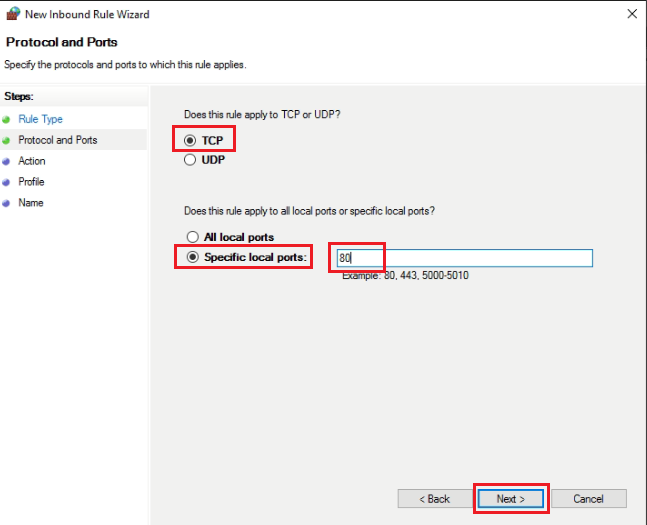 New Inbound Rule Wizard
Protocol and Ports
Specify the protocols and ports to which this rule applies.
Steps:
Rule Type
Protocol and Ports
Action
Profile
Name
Does this rule apply to TCP or UDP?
TCP
UDP
Does this rule apply to all local ports or specific local ports?
All local ports
Specific local ports:
80
Example: 80, 443, 5000-5010
< Back
Next >
Cancel